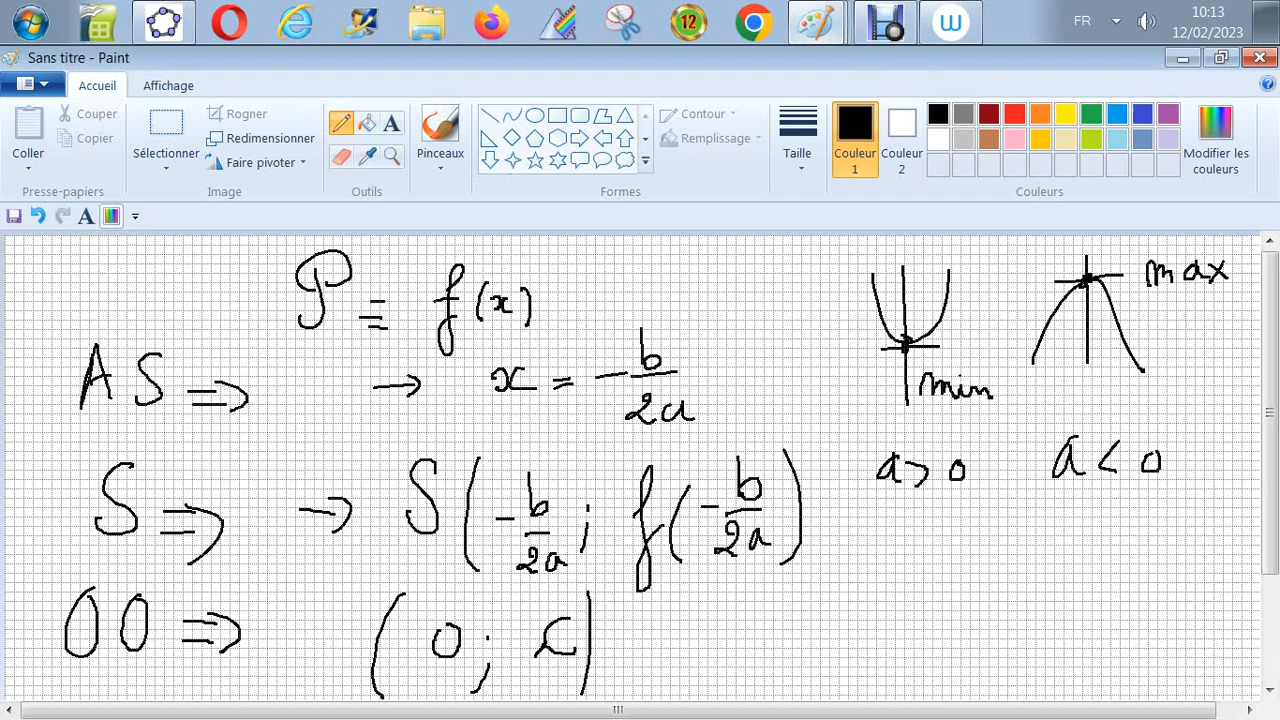 12
W
FR
10:13
12/02/2023
Sans titre - Paint
Accueil Affichage
Coller
Couper
Copier
Presse-papiers
Sélectionner
Rogner
Redimensionner
Faire pivoter
Image
A
Outils
Pinceaux
Contour
Remplissage
Formes
Taille
Couleur 1
Couleur 2
Modifier les couleurs
Couleurs
A
P = f(x)
AS ⇒ → x = -b/2a
S ⇒ → S(-b/2a ; f(-b/2a)
OO ⇒ (0 ; c)
min
max
a > 0
a < 0